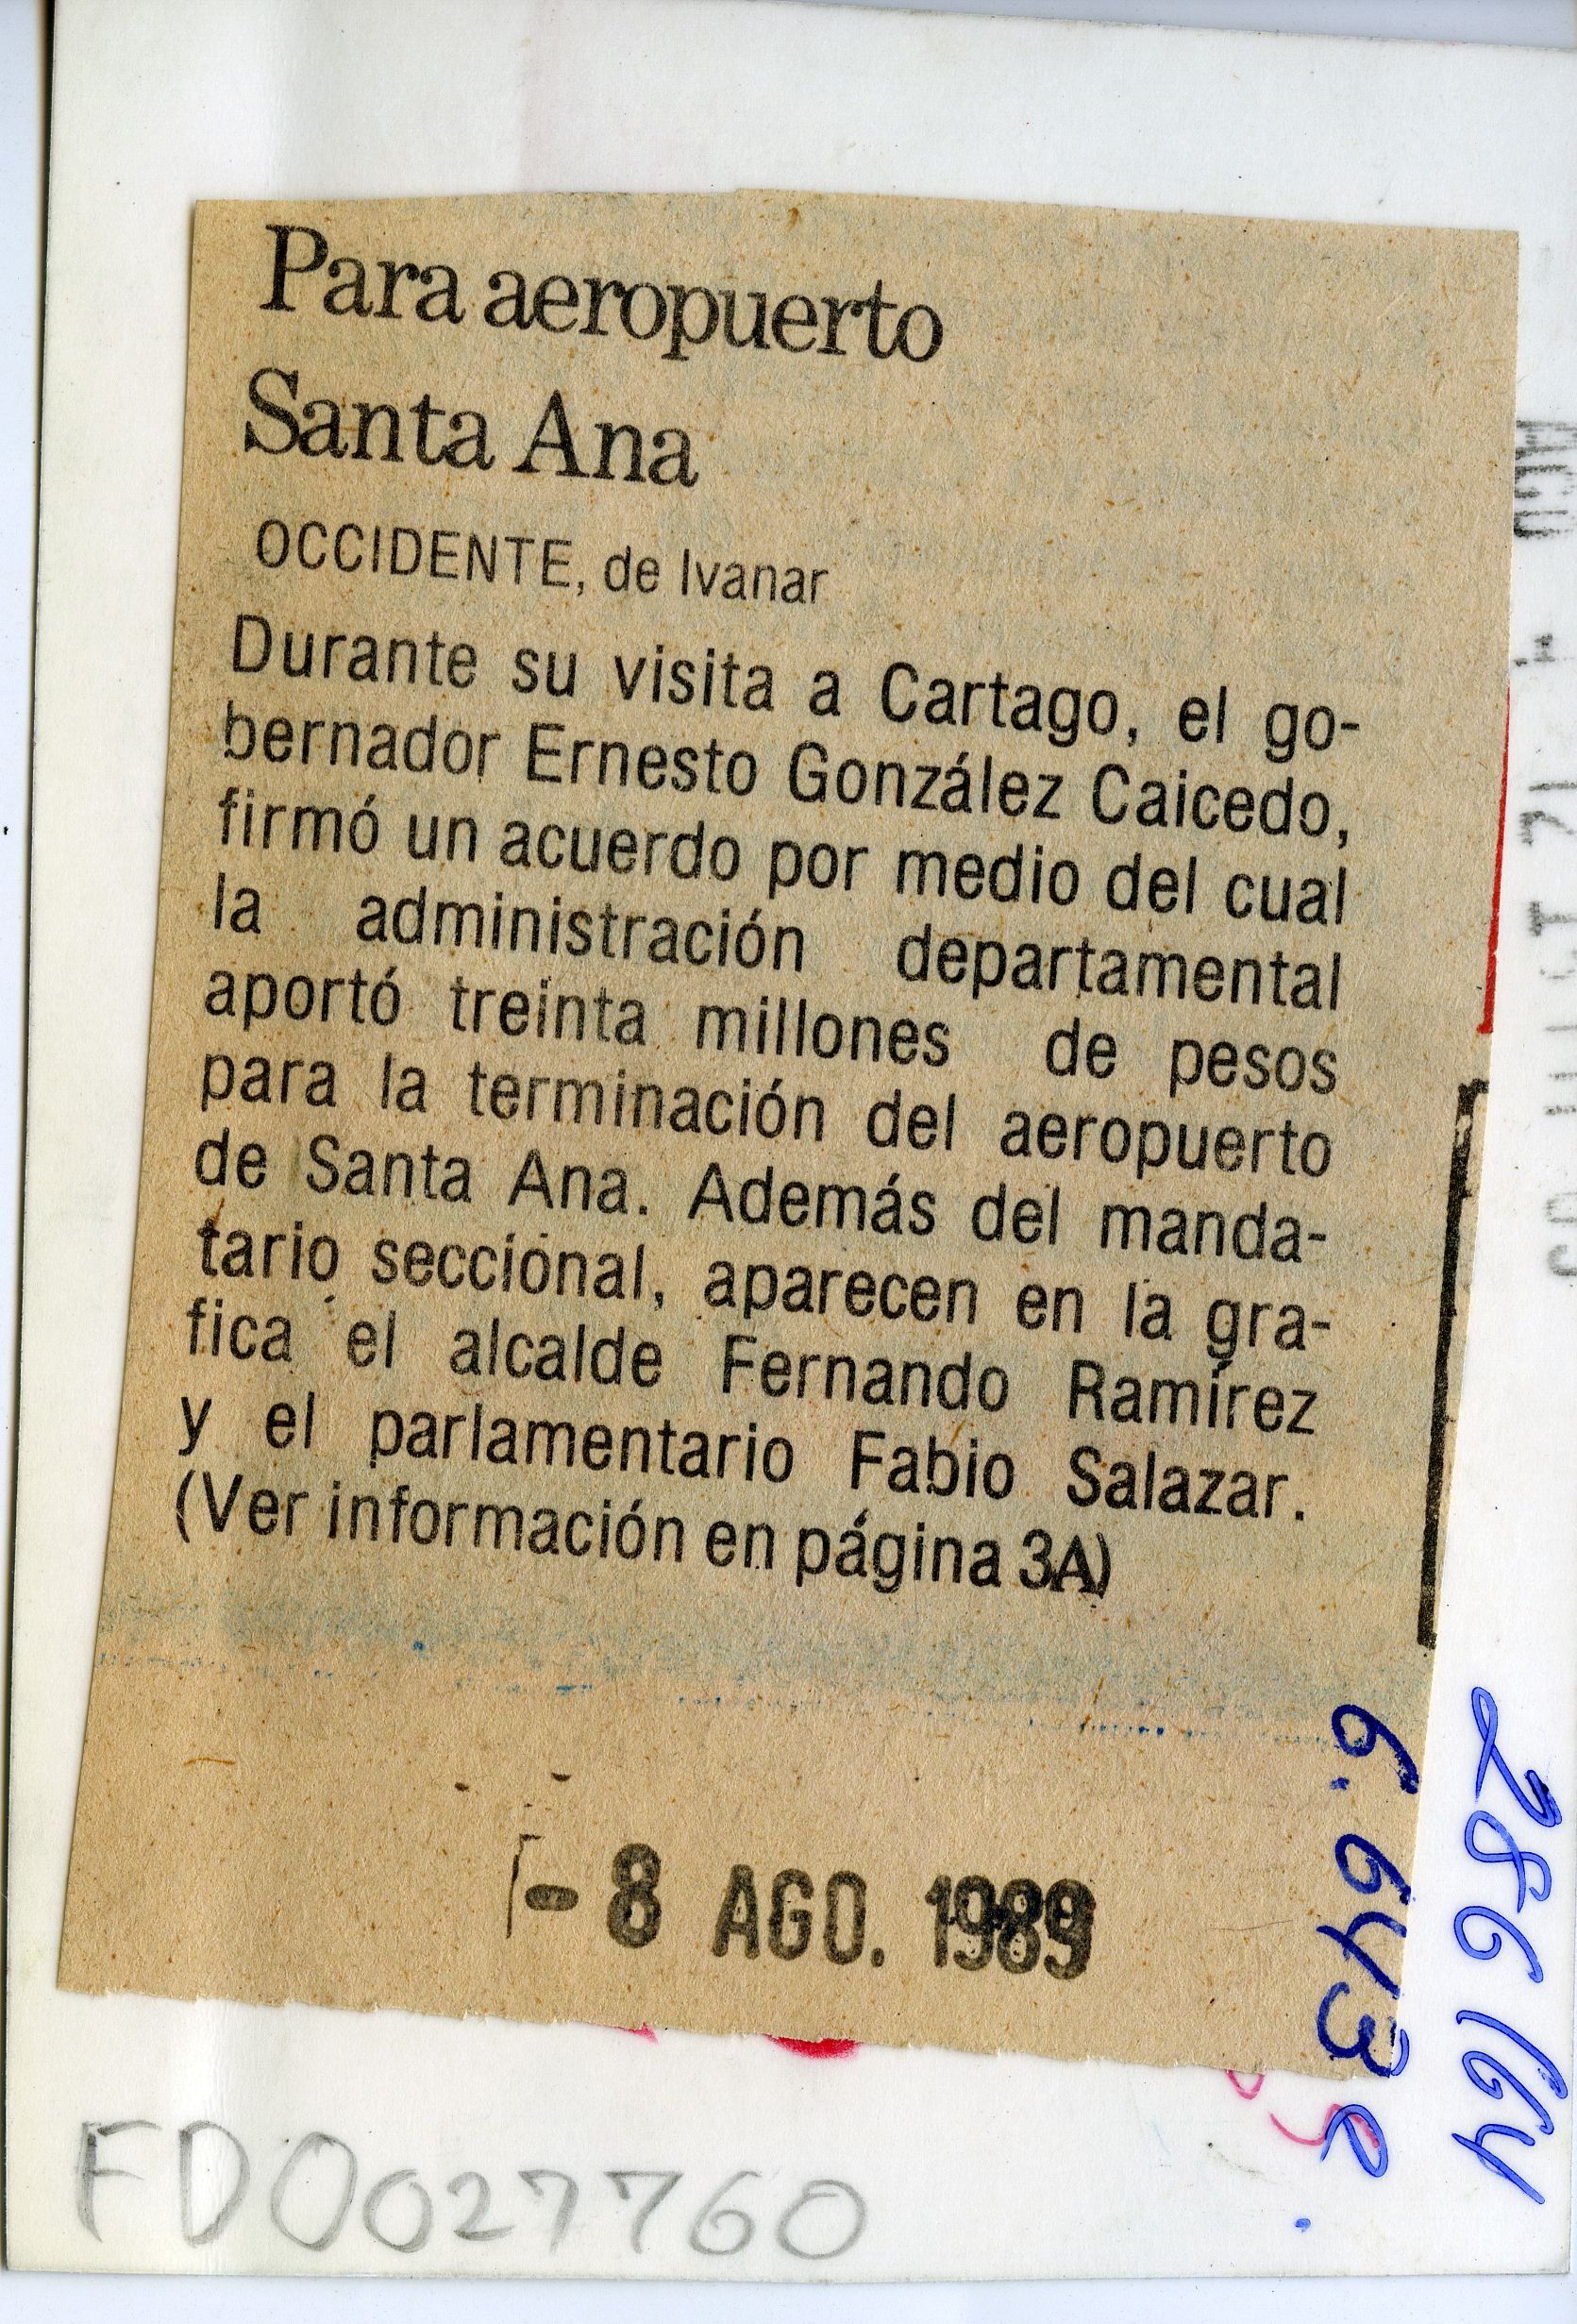 Para aeropuerto
Santa Ana
OCCIDENTE, de Ivanar
Durante su visita a Cartago, el go-
bernador Ernesto González Caicedo,
firmó un acuerdo por medio del cual
la administración departamental
aportó treinta millones de pesos
para la terminación del aeropuerto
de Santa Ana. Además del manda-
tario seccional, aparecen en la gra-
fica el alcalde Fernando Ramírez
y el parlamentario Fabio Salazar.
(Ver información en página 3A)
- 8 AGO. 1989
6.643e.
286164
FD0027760